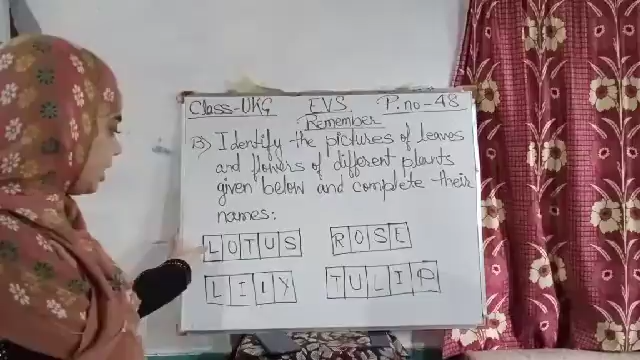 Class-UKG EVS. P.no-48
Remember
B) Identify the pictures of leaves
and flowers of different plants
given below and complete their
names:
LOTUS ROSE
LILY TULIP